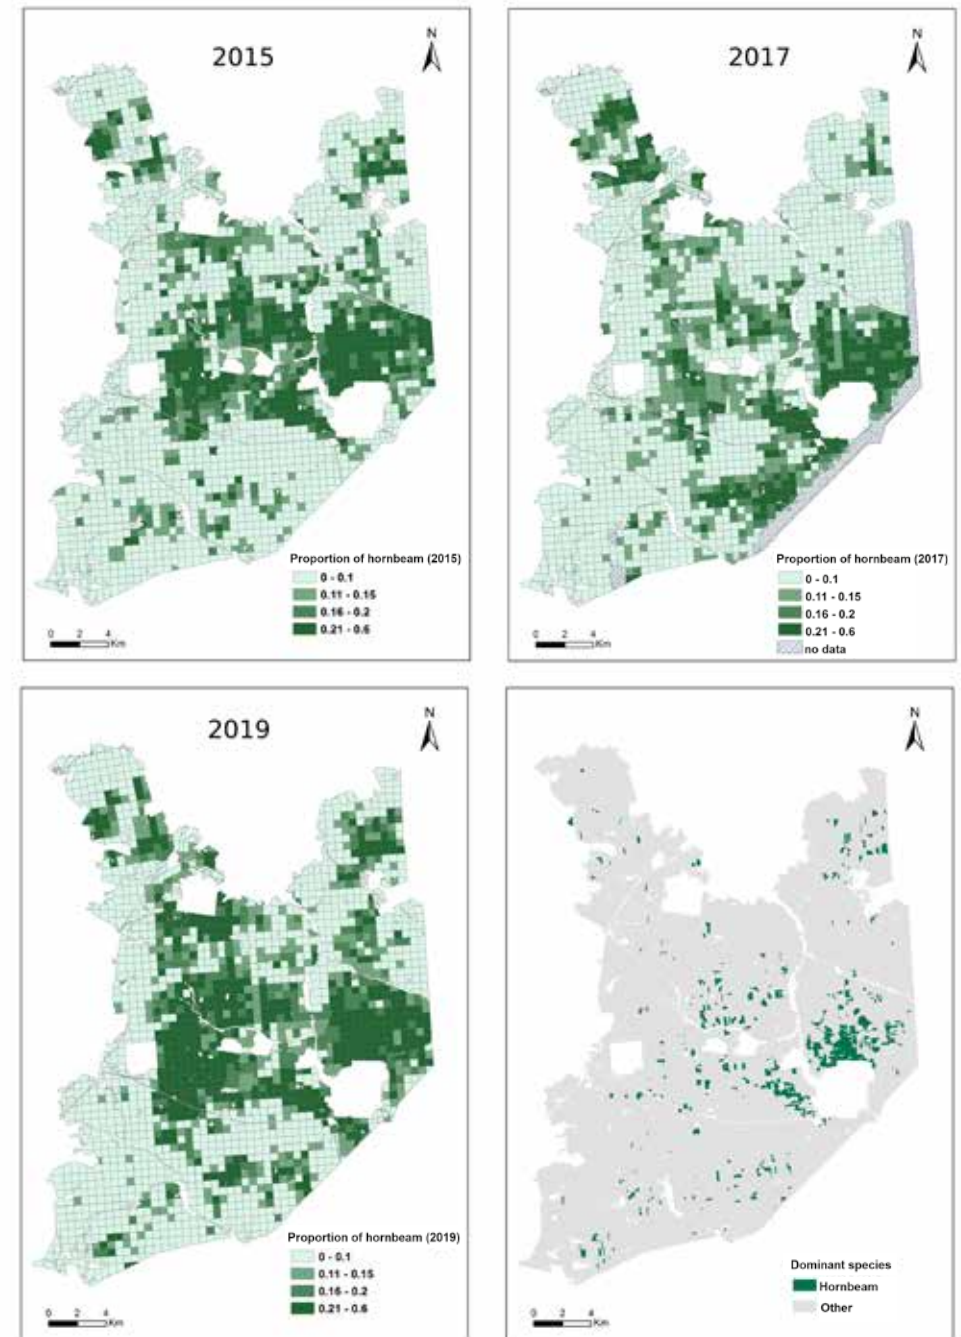 2015
N
Proportion of hornbeam (2015)
0 - 0.1
0.11 - 0.15
0.16 - 0.2
0.21 - 0.6
0 2 4
Km
2017
N
Proportion of hornbeam (2017)
0 - 0.1
0.11 - 0.15
0.16 - 0.2
0.21 - 0.6
no data
0 2 4
Km
2019
N
Proportion of hornbeam (2019)
0 - 0.1
0.11 - 0.15
0.16 - 0.2
0.21 - 0.6
0 2 4
Km
N
Dominant species
Hornbeam
Other
0 2 4
Km